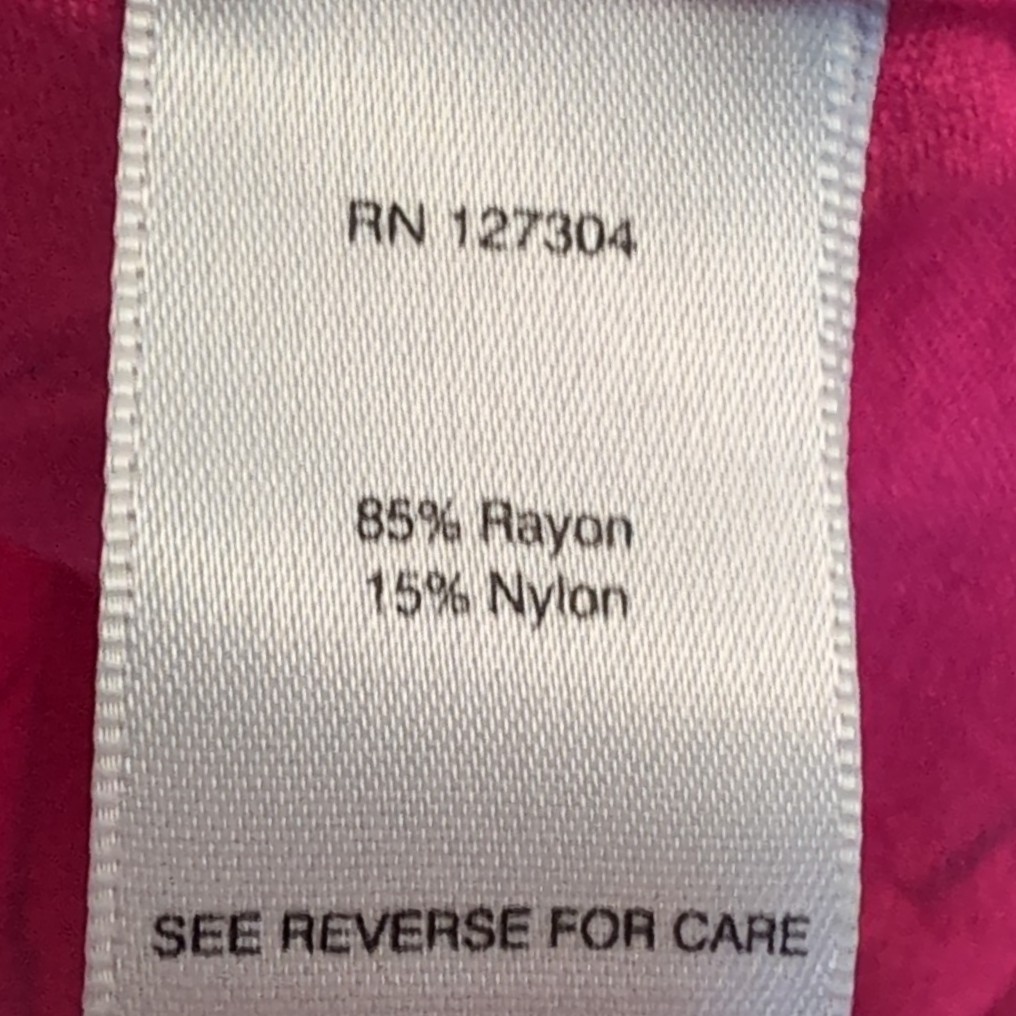 RN 127304
85% Rayon
15% Nylon
SEE REVERSE FOR CARE